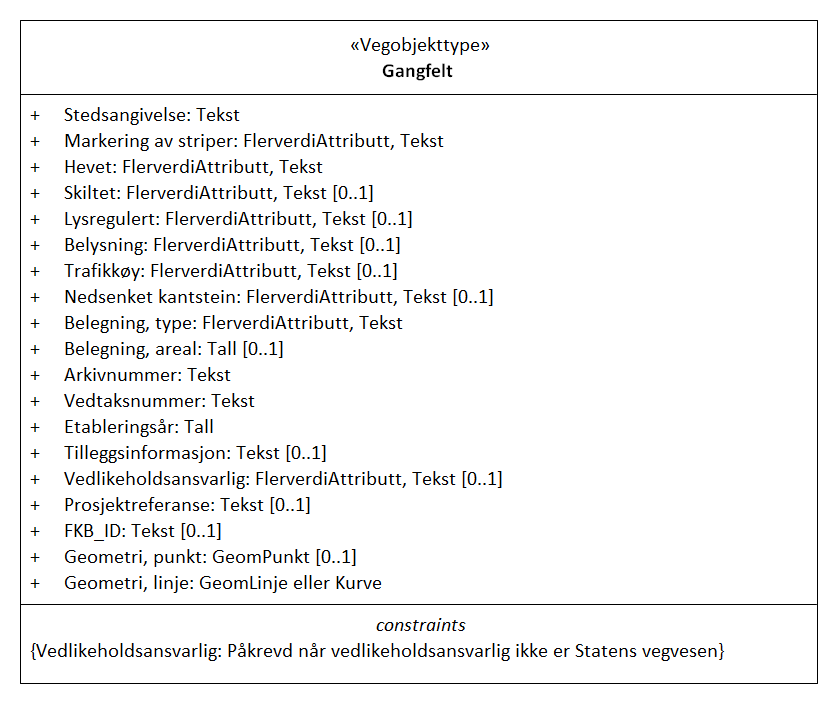 «Vegobjekttype»
Gangfelt
+ Stedsangivelse: Tekst
+ Markering av striper: FlerverdiAttributt, Tekst
+ Hevet: FlerverdiAttributt, Tekst
+ Skiltet: FlerverdiAttributt, Tekst [0..1]
+ Lysregulert: FlerverdiAttributt, Tekst [0..1]
+ Belysning: FlerverdiAttributt, Tekst [0..1]
+ Trafikkøy: FlerverdiAttributt, Tekst [0..1]
+ Nedsenket kantstein: FlerverdiAttributt, Tekst [0..1]
+ Belegning, type: FlerverdiAttributt, Tekst
+ Belegning, areal: Tall [0..1]
+ Arkivnummer: Tekst
+ Vedtaksnummer: Tekst
+ Etableringsår: Tall
+ Tilleggsinformasjon: Tekst [0..1]
+ Vedlikeholdsansvarlig: FlerverdiAttributt, Tekst [0..1]
+ Prosjektreferanse: Tekst [0..1]
+ FKB_ID: Tekst [0..1]
+ Geometri, punkt: GeomPunkt [0..1]
+ Geometri, linje: GeomLinje eller Kurve
constraints
{Vedlikeholdsansvarlig: Påkrevd når vedlikeholdsansvarlig ikke er Statens vegvesen}